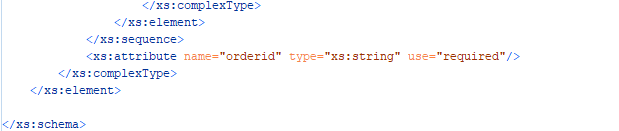 </xs:complexType>
</xs:element>
</xs:sequence>
<xs:attribute name="orderid" type="xs:string" use="required"/>
</xs:complexType>
</xs:element>
</xs:schema>